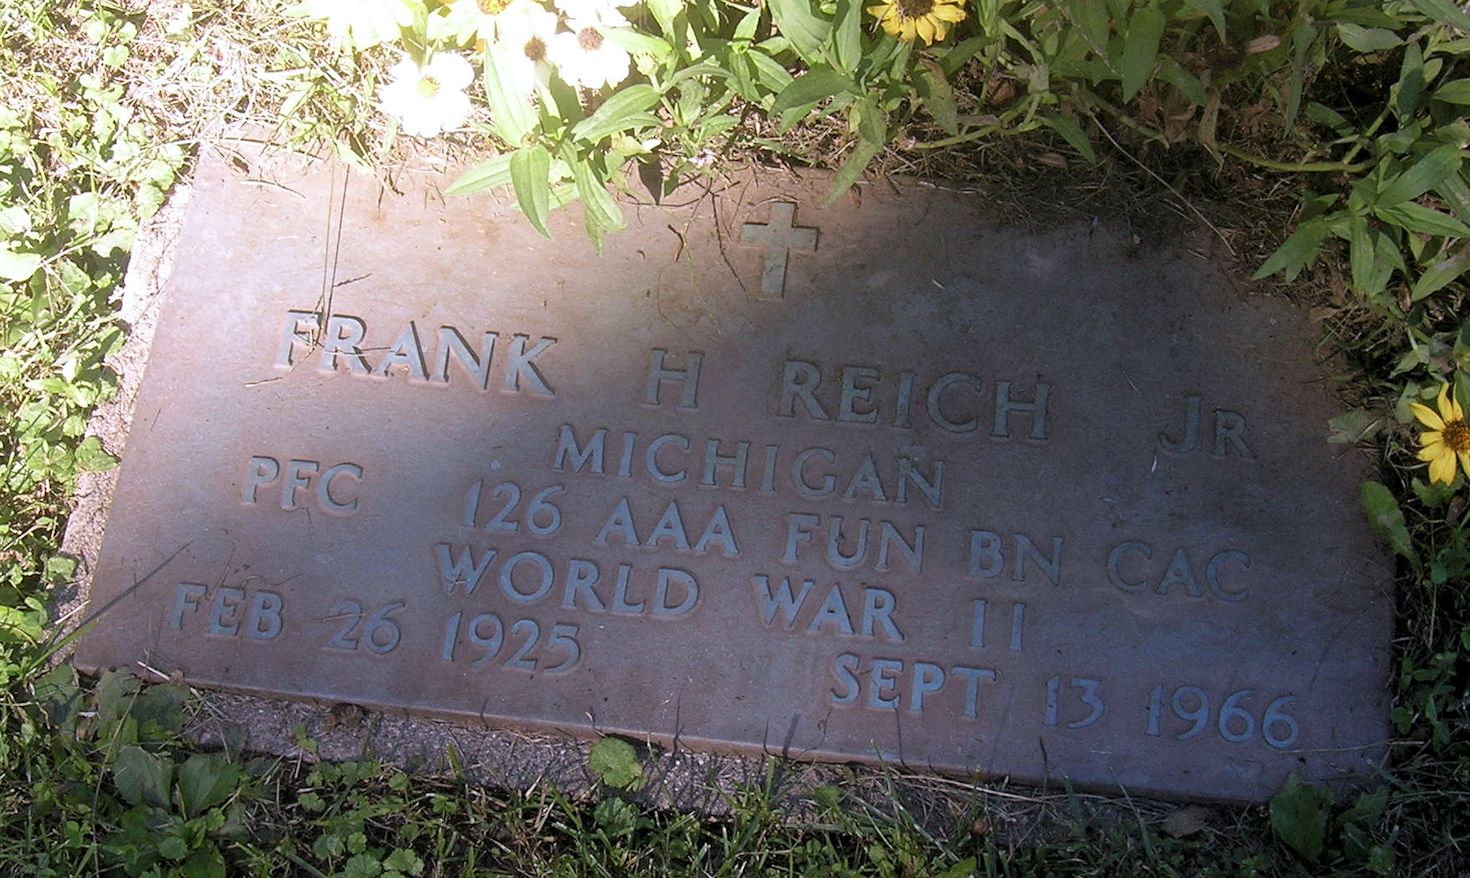 FRANK H REICH JR
MICHIGAN
PFC 126 AAA FUN BN CAC
WORLD WAR II
FEB 26 1925 SEPT 13 1966